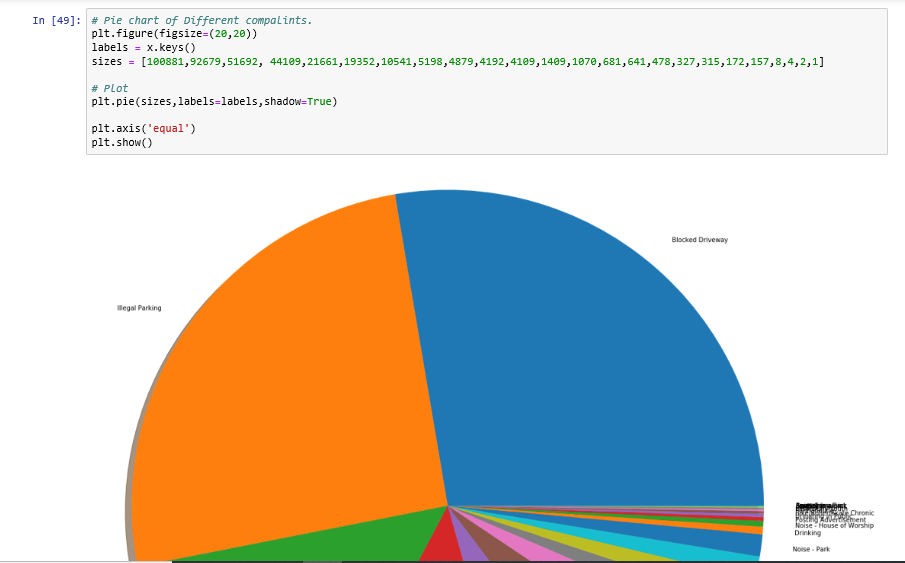 In [49]:
# Pie chart of Different compalints.
plt.figure(figsize=(20,20))
labels = x.keys()
sizes = [100881,92679,51692, 44109,21661,19352,10541,5198,4879,4192,4109,1409,1070,681,641,478,327,315,172,157,8,4,2,1]
# Plot
plt.pie(sizes,labels=labels,shadow=True)
plt.axis('equal')
plt.show()
Blocked Driveway
Illegal Parking
Chronic
Posting Advertisement
Noise - House of Worship
Drinking
Noise - Park